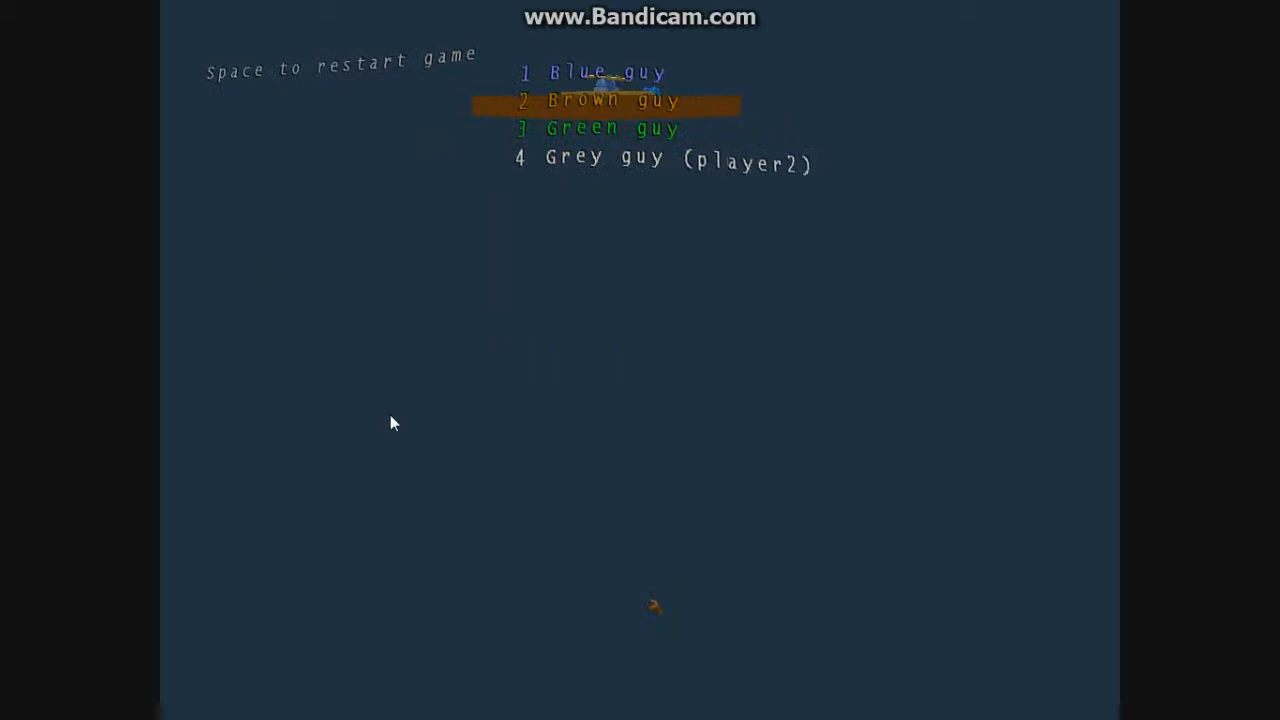 www.Bandicam.com
Space to restart game
1 Blue guy
2 Brown guy
3 Green guy
4 Grey guy (player2)